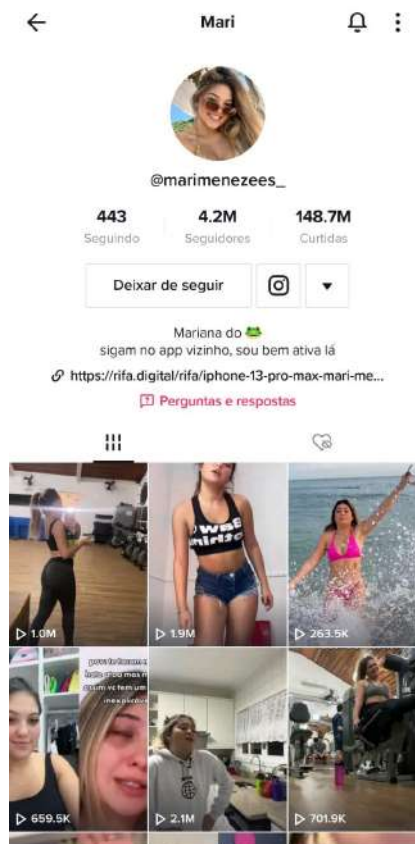 Mari
@marimenezees_
443
4.2M
148.7M
Seguindo
Seguidores
Curtidas
Deixar de seguir
Mariana do 🐸
sigam no app vizinho, sou bem ativa lá
https://rifa.digital/rifa/iphone-13-pro-max-mari-me...
Perguntas e respostas
1.0M
1.9M
263.5K
659.5K
2.1M
701.9K